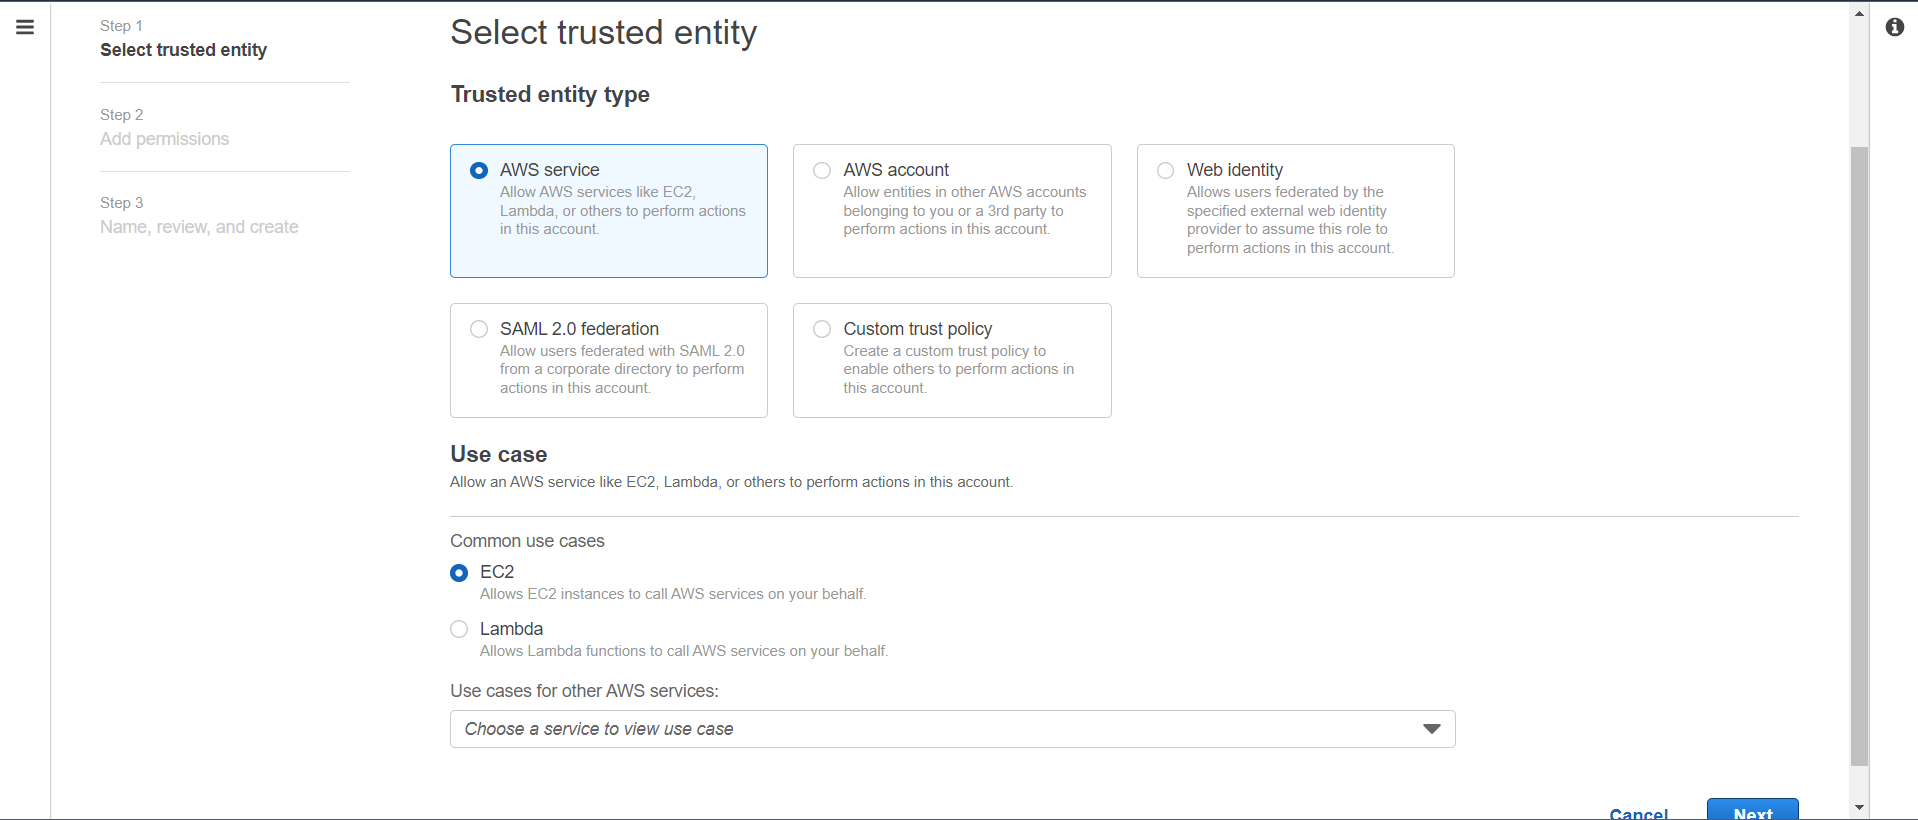 Step 1
Select trusted entity
Step 2
Add permissions
Step 3
Name, review, and create
Select trusted entity
Trusted entity type
AWS service
Allow AWS services like EC2,
Lambda, or others to perform actions
in this account.
AWS account
Allow entities in other AWS accounts
belonging to you or a 3rd party to
perform actions in this account.
Web identity
Allows users federated by the
specified external web identity
provider to assume this role to
perform actions in this account.
SAML 2.0 federation
Allow users federated with SAML 2.0
from a corporate directory to perform
actions in this account.
Custom trust policy
Create a custom trust policy to
enable others to perform actions in
this account.
Use case
Allow an AWS service like EC2, Lambda, or others to perform actions in this account.
Common use cases
EC2
Allows EC2 instances to call AWS services on your behalf.
Lambda
Allows Lambda functions to call AWS services on your behalf.
Use cases for other AWS services:
Choose a service to view use case
Cancel
Next